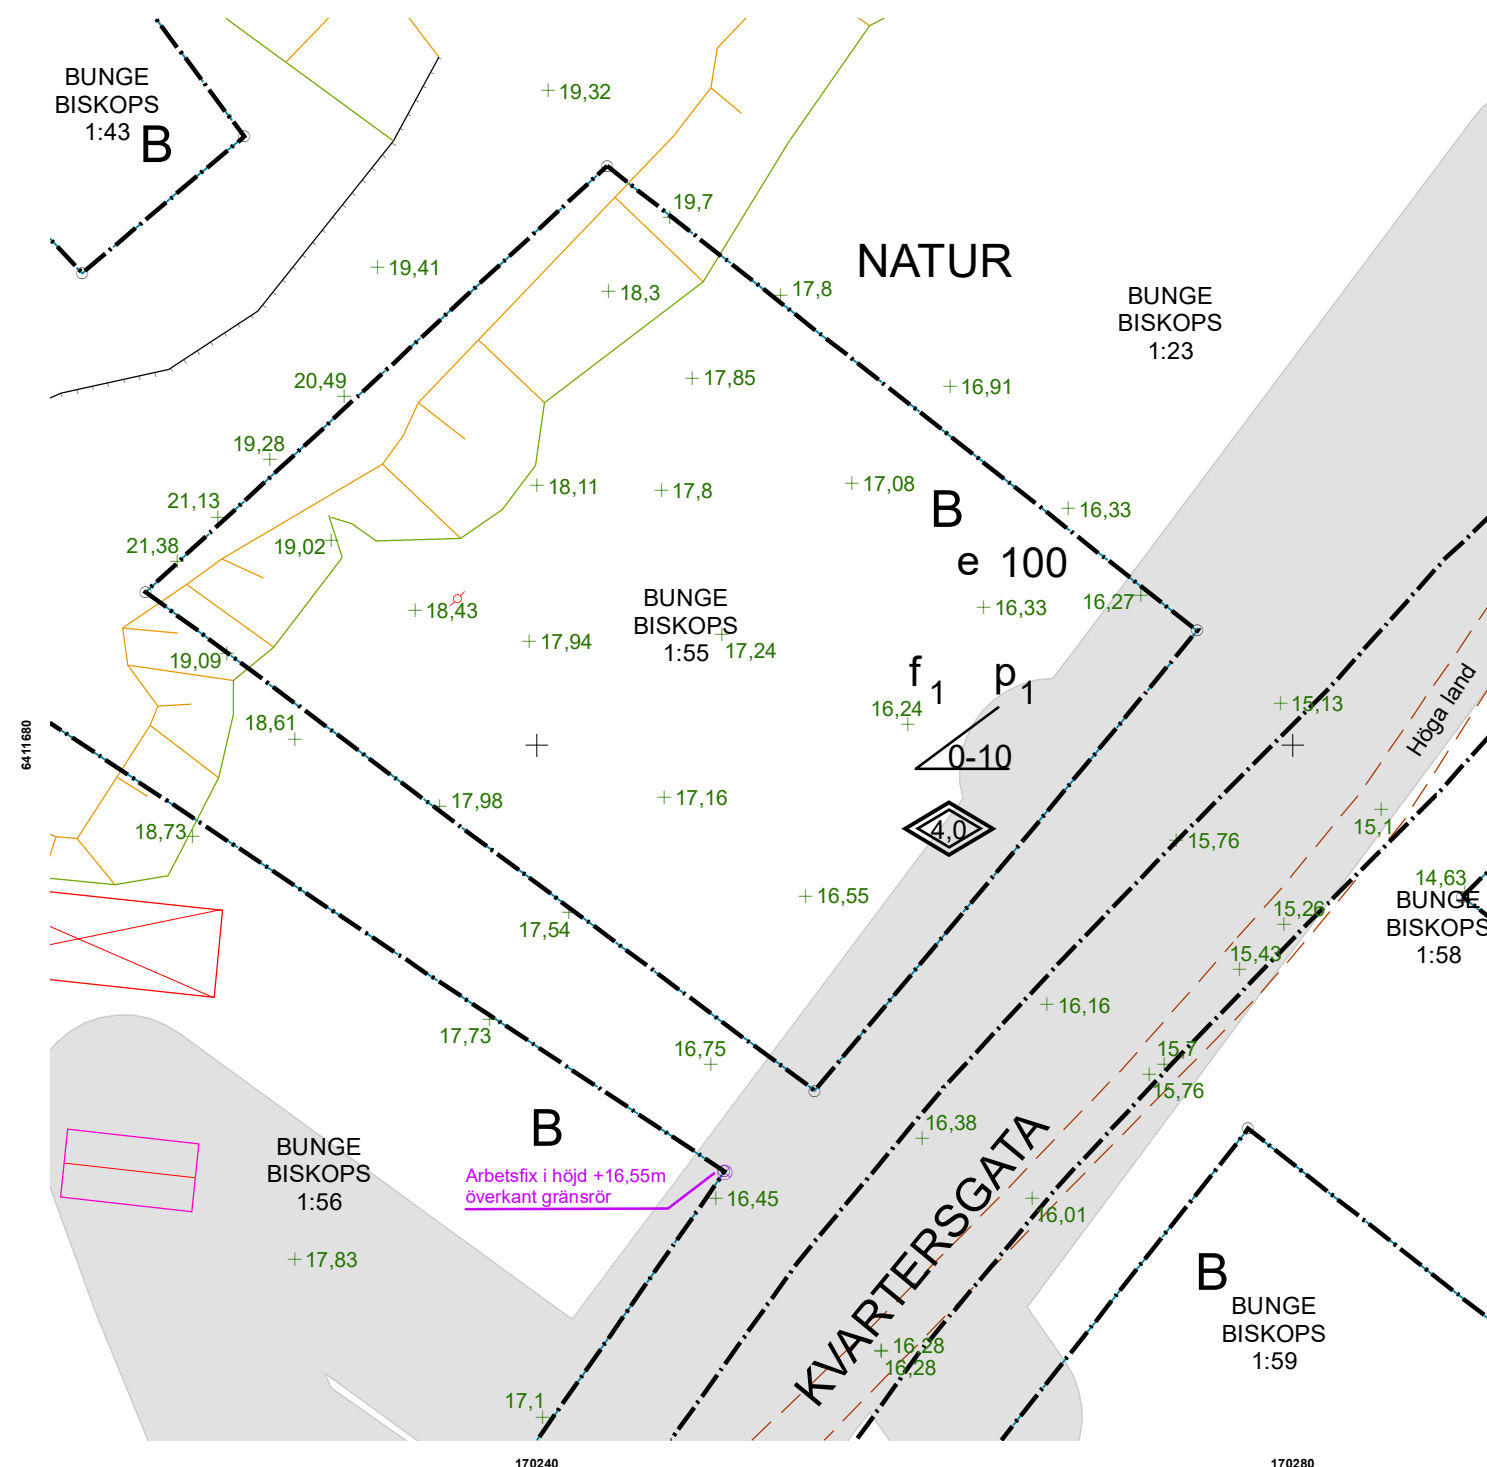 BUNGE
BISKOPS
1:43
B
19,32
19,7
19,41
18,3
17,8
NATUR
BUNGE
BISKOPS
1:23
20,49
17,85
16,91
19,28
21,13
18,11
17,8
17,08
B
16,33
21,38
19,02
e 100
18,43
BUNGE
BISKOPS
1:55
16,33
16,27
17,94
17,24
19,09
f 1
p 1
18,61
16,24
15,13
Höga land
6411680
0-10
17,98
17,16
18,73
4,0
15,76
15,1
14,63
16,55
BUNGE
BISKOPS
1:58
17,54
15,26
15,43
16,16
17,73
16,75
15,7
15,76
B
16,38
BUNGE
BISKOPS
1:56
Arbetsfix i höjd +16,55m
överkant gränsrör
16,45
16,01
KVARTERSGATA
17,83
B
BUNGE
BISKOPS
1:59
16,28
16,28
17,1
170240
170280